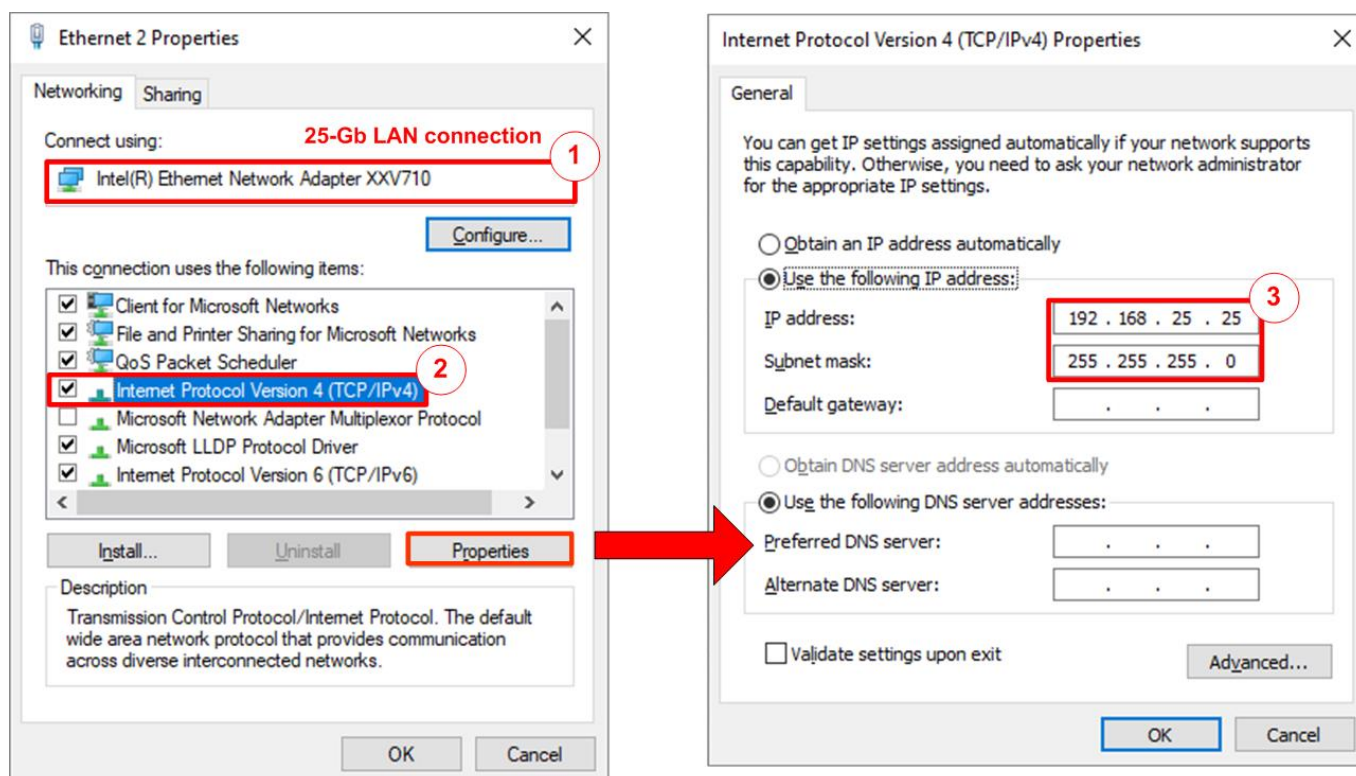 Ethernet 2 Properties
Networking
Sharing
Connect using:
25-Gb LAN connection
1
Intel(R) Ethernet Network Adapter XXV710
Configure...
This connection uses the following items:
Client for Microsoft Networks
File and Printer Sharing for Microsoft Networks
QoS Packet Scheduler
2
Internet Protocol Version 4 (TCP/IPv4)
Microsoft Network Adapter Multiplexor Protocol
Microsoft LLDP Protocol Driver
Internet Protocol Version 6 (TCP/IPv6)
Install...
Uninstall
Properties
Description
Transmission Control Protocol/Internet Protocol. The default
wide area network protocol that provides communication
across diverse interconnected networks.
OK
Cancel
Internet Protocol Version 4 (TCP/IPv4) Properties
General
You can get IP settings assigned automatically if your network supports
this capability. Otherwise, you need to ask your network administrator
for the appropriate IP settings.
Obtain an IP address automatically
Use the following IP address:
3
IP address:
192 . 168 . 25 . 25
Subnet mask:
255 . 255 . 255 . 0
Default gateway:
. . .
Obtain DNS server address automatically
Use the following DNS server addresses:
Preferred DNS server:
. . .
Alternate DNS server:
. . .
Validate settings upon exit
Advanced...
OK
Cancel